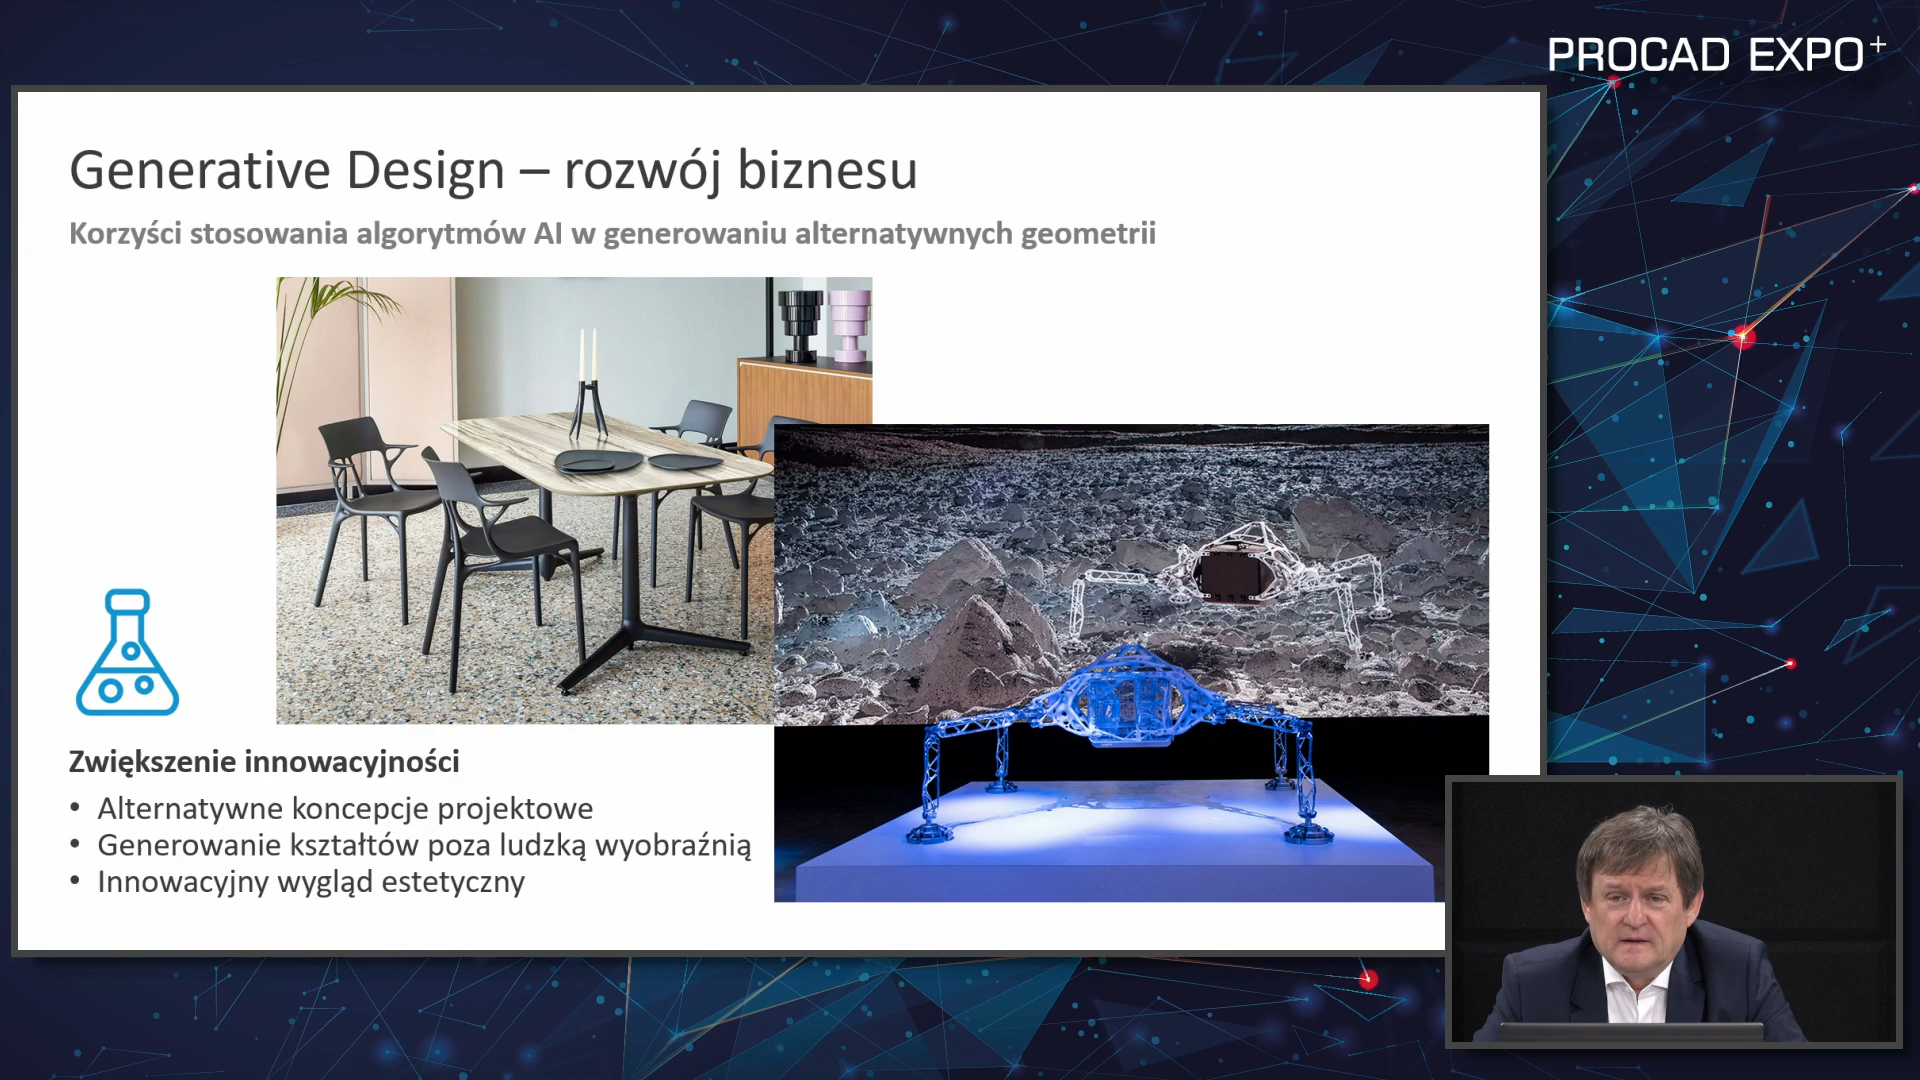 PROCAD EXPO+
Generative Design – rozwój biznesu
Korzyści stosowania algorytmów AI w generowaniu alternatywnych geometrii
Zwiększenie innowacyjności
• Alternatywne koncepcje projektowe
• Generowanie kształtów poza ludzką wyobraźnią
• Innowacyjny wygląd estetyczny